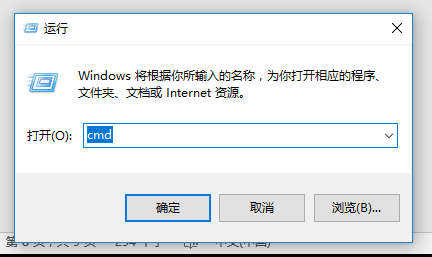 运行
Windows 将根据你所输入的名称，为你打开相应的程序、
文件夹、文档或 Internet 资源。
打开(O): cmd
确定 取消 浏览(B)...